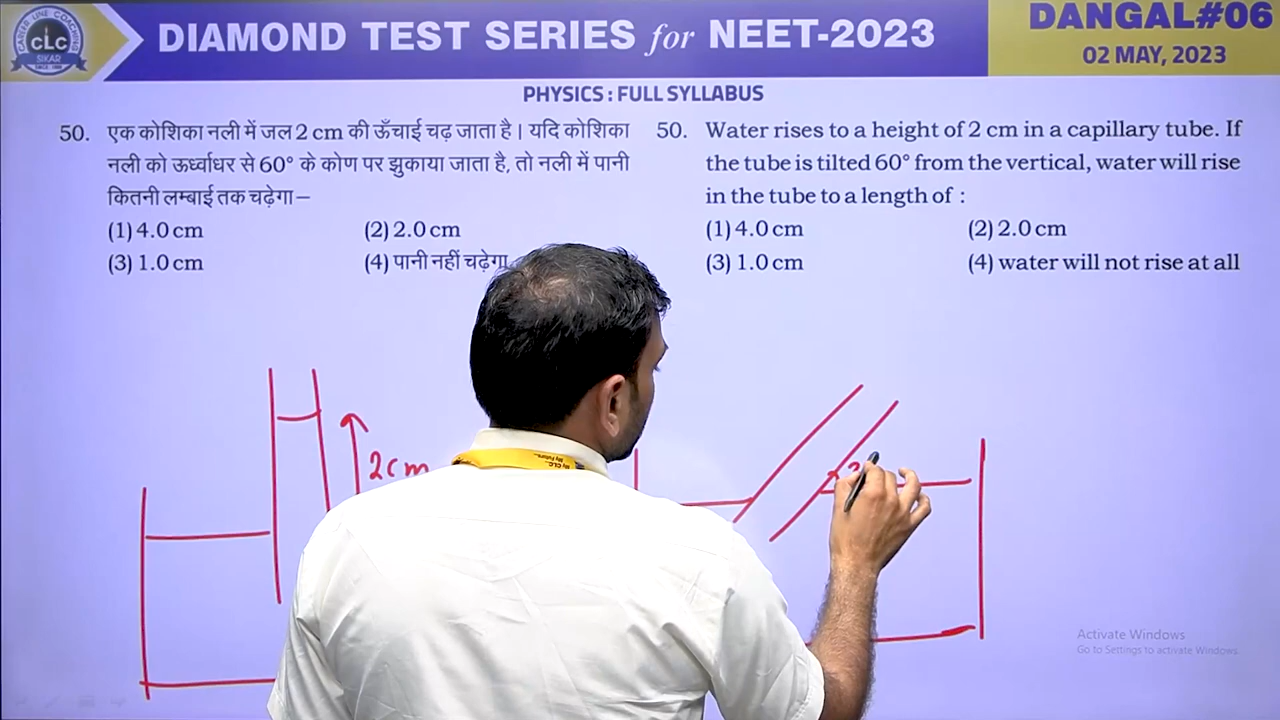 CAREER LINE COACHING
CLC
SIKAR
DIAMOND TEST SERIES for NEET-2023
DANGAL#06
02 MAY, 2023
PHYSICS : FULL SYLLABUS
50. एक कोशिका नली में जल 2 cm की ऊँचाई चढ़ जाता है। यदि कोशिका
नली को ऊर्ध्वाधर से 60° के कोण पर झुकाया जाता है, तो नली में पानी
कितनी लम्बाई तक चढ़ेगा–
(1) 4.0 cm (2) 2.0 cm
(3) 1.0 cm (4) पानी नहीं चढ़ेगा
50. Water rises to a height of 2 cm in a capillary tube. If
the tube is tilted 60° from the vertical, water will rise
in the tube to a length of :
(1) 4.0 cm (2) 2.0 cm
(3) 1.0 cm (4) water will not rise at all
2cm
Activate Windows
Go to Settings to activate Windows.